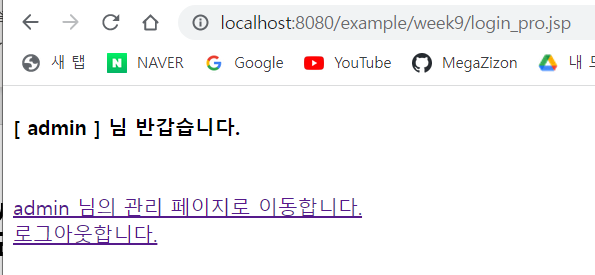 localhost:8080/example/week9/login_pro.jsp
새 탭 NAVER Google YouTube MegaZizon 내 드
[ admin ] 님 반갑습니다.
admin 님의 관리 페이지로 이동합니다.
로그아웃합니다.